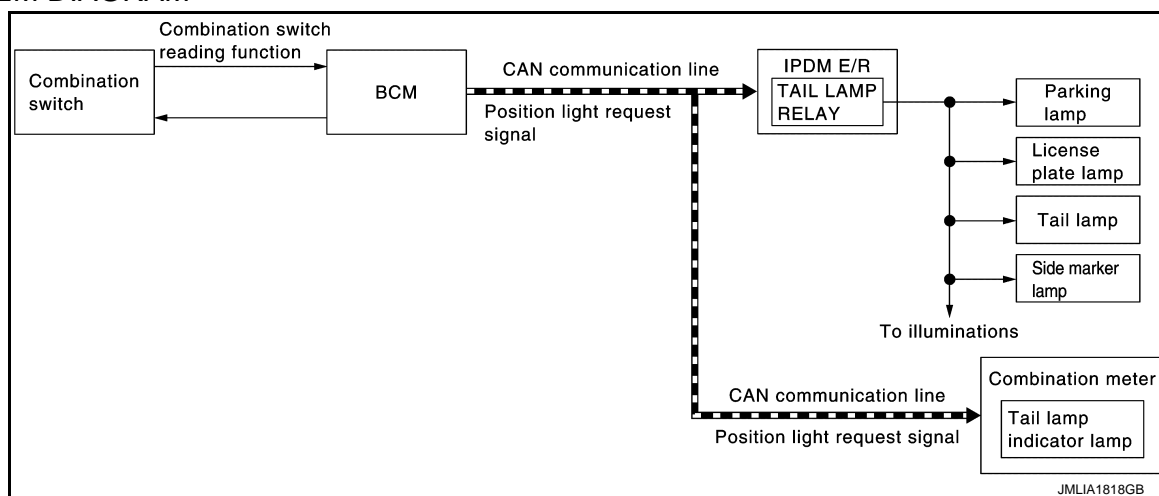 Combination switch
reading function
Combination
switch
BCM
CAN communication line
Position light request
signal
IPDM E/R
TAIL LAMP
RELAY
Parking
lamp
License
plate lamp
Tail lamp
Side marker
lamp
To illuminations
CAN communication line
Position light request signal
Combination meter
Tail lamp
indicator lamp
JMLIA1818GB